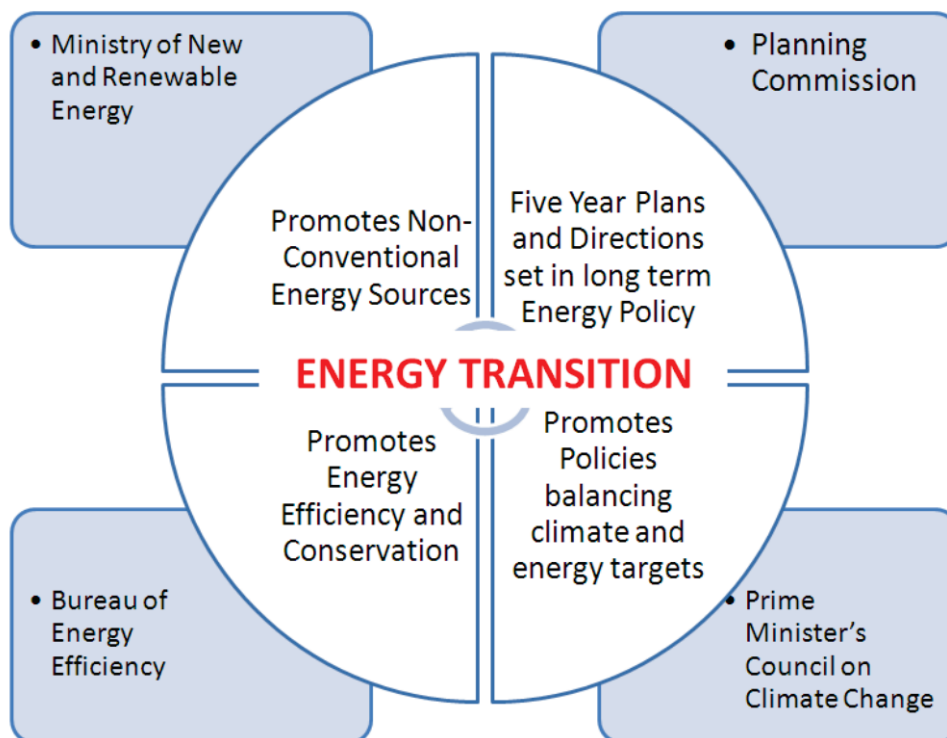 • Ministry of New
and Renewable
Energy
• Planning
Commission
Promotes Non-
Conventional
Energy Sources
Five Year Plans
and Directions
set in long term
Energy Policy
ENERGY TRANSITION
Promotes
Energy
Efficiency and
Conservation
Promotes
Policies
balancing
climate and
energy targets
• Bureau of
Energy
Efficiency
• Prime
Minister’s
Council on
Climate Change